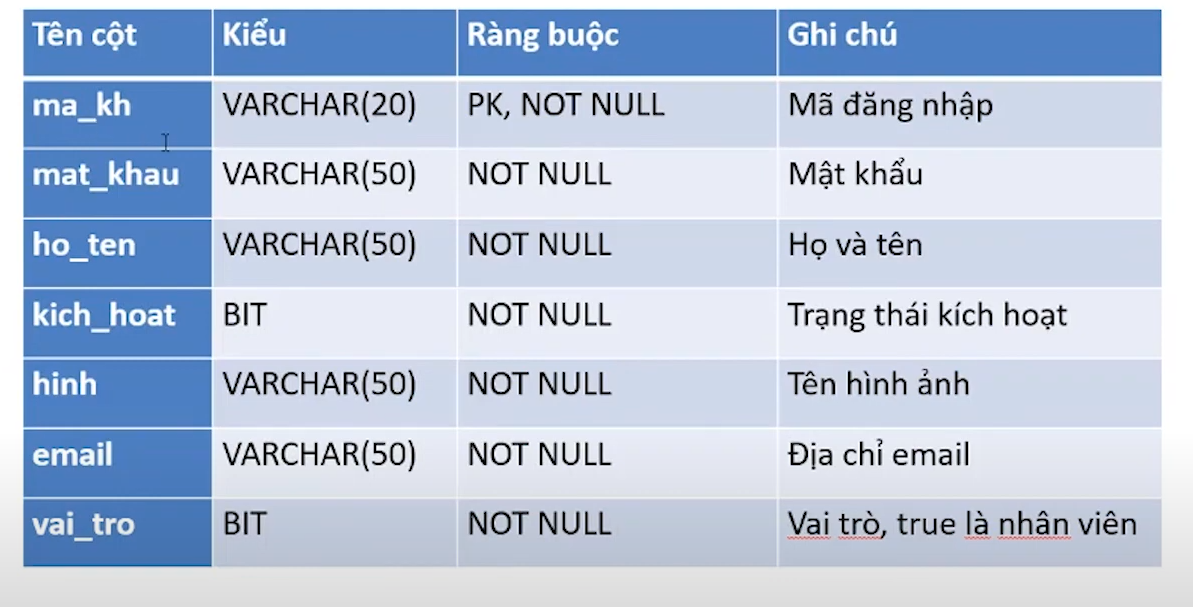 Tên cột Kiểu Ràng buộc Ghi chú
ma_kh VARCHAR(20) PK, NOT NULL Mã đăng nhập
mat_khau VARCHAR(50) NOT NULL Mật khẩu
ho_ten VARCHAR(50) NOT NULL Họ và tên
kich_hoat BIT NOT NULL Trạng thái kích hoạt
hinh VARCHAR(50) NOT NULL Tên hình ảnh
email VARCHAR(50) NOT NULL Địa chỉ email
vai_tro BIT NOT NULL Vai trò, true là nhân viên